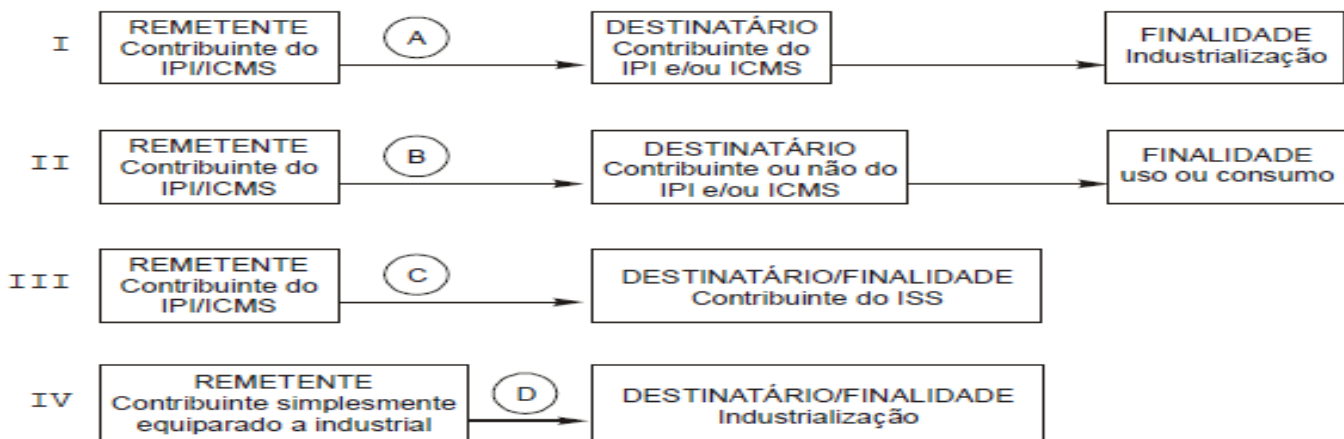 I
REMETENTE
Contribuinte do
IPI/ICMS
A
DESTINATÁRIO
Contribuinte do
IPI e/ou ICMS
FINALIDADE
Industrialização
II
REMETENTE
Contribuinte do
IPI/ICMS
B
DESTINATÁRIO
Contribuinte ou não do
IPI e/ou ICMS
FINALIDADE
uso ou consumo
III
REMETENTE
Contribuinte do
IPI/ICMS
C
DESTINATÁRIO/FINALIDADE
Contribuinte do ISS
IV
REMETENTE
Contribuinte simplesmente
equiparado a industrial
D
DESTINATÁRIO/FINALIDADE
Industrialização